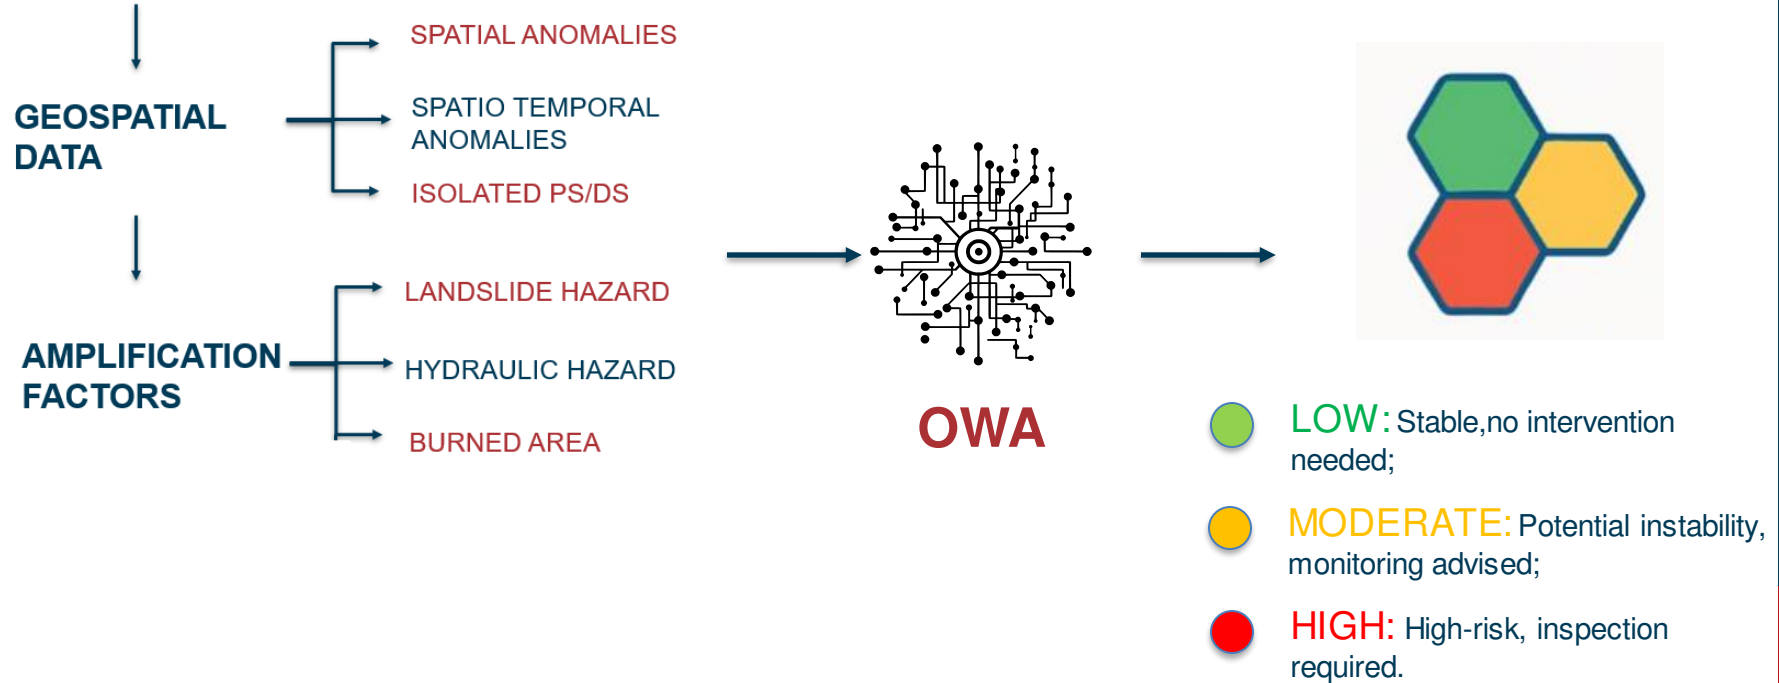 SPATIAL ANOMALIES
GEOSPATIAL
DATA
SPATIO TEMPORAL
ANOMALIES
ISOLATED PS/DS
LANDSLIDE HAZARD
AMPLIFICATION
FACTORS
HYDRAULIC HAZARD
BURNED AREA
OWA
LOW: Stable,no intervention
needed;
MODERATE: Potential instability,
monitoring advised;
HIGH: High-risk, inspection
required.